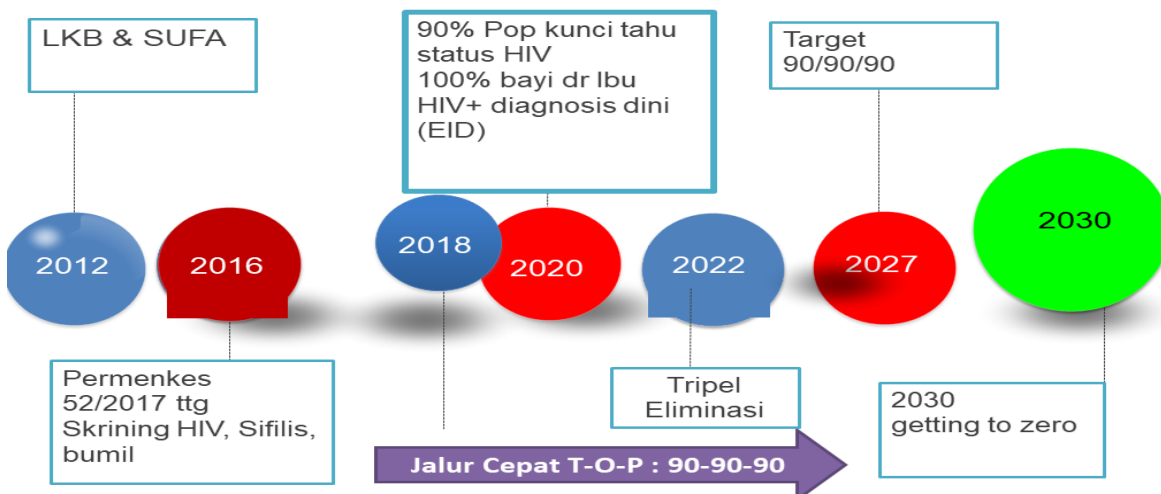 LKB & SUFA
90% Pop kunci tahu
status HIV
100% bayi dr Ibu
HIV+ diagnosis dini
(EID)
Target
90/90/90
2012
2016
2018
2020
2022
2027
2030
Permenkes
52/2017 ttg
Skrining HIV, Sifilis,
bumil
Tripel
Eliminasi
2030
getting to zero
Jalur Cepat T-O-P : 90-90-90